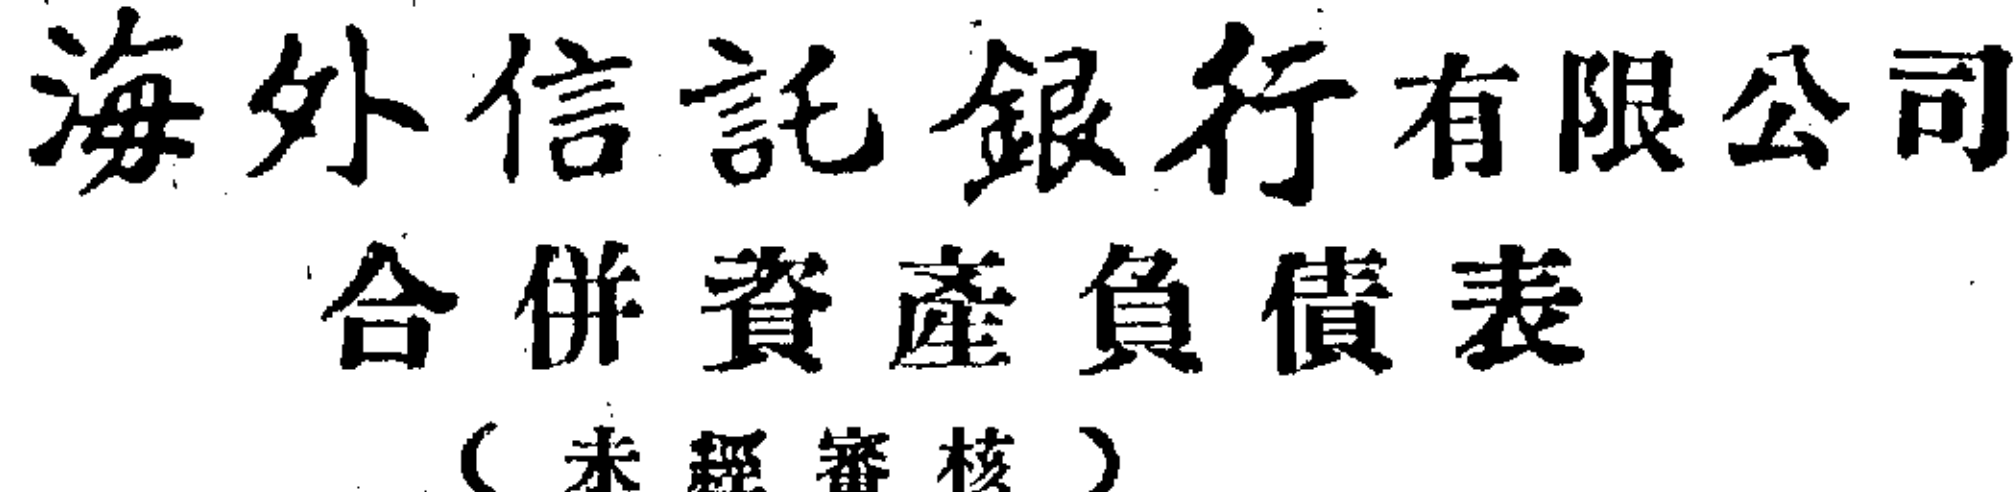 海外信託銀行有限公司
合併資產負債表
(未經審核)